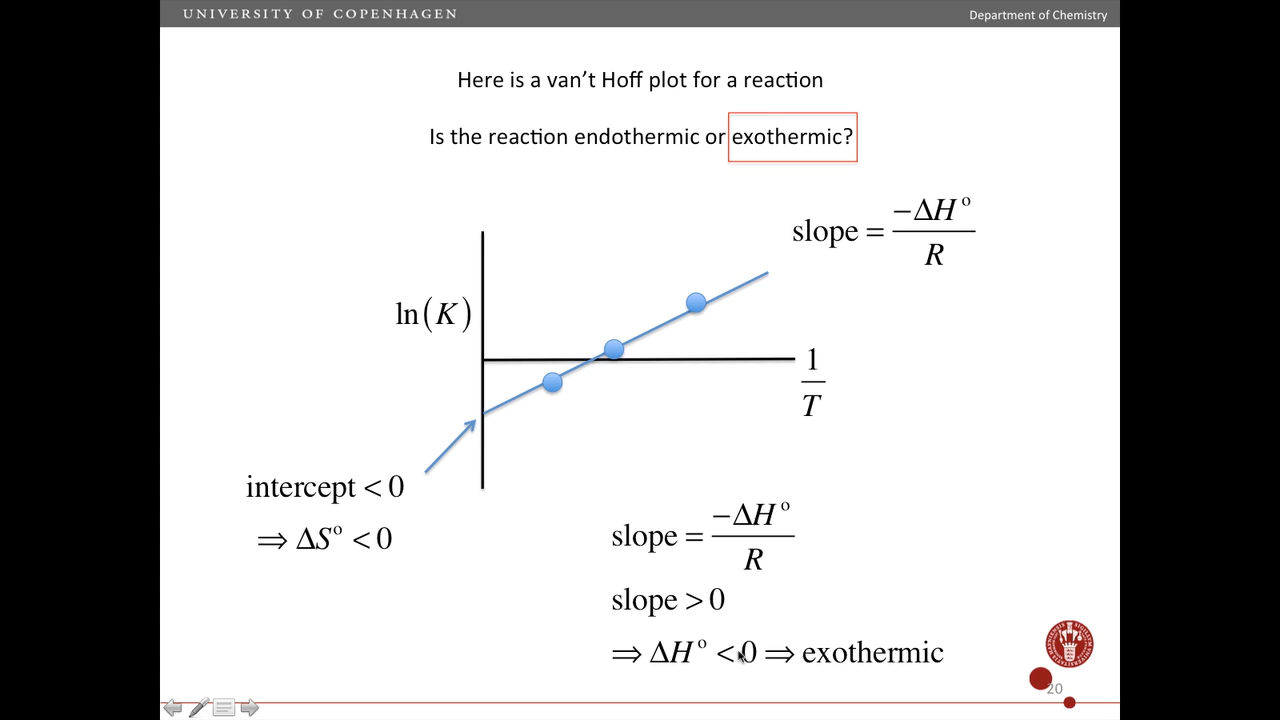 UNIVERSITY OF COPENHAGEN
Department of Chemistry
Here is a van't Hoff plot for a reaction
Is the reaction endothermic or exothermic?
slope = −ΔH° / R
ln(K)
1 / T
intercept < 0
⇒ ΔS° < 0
slope = −ΔH° / R
slope > 0
⇒ ΔH° < 0 ⇒ exothermic
20